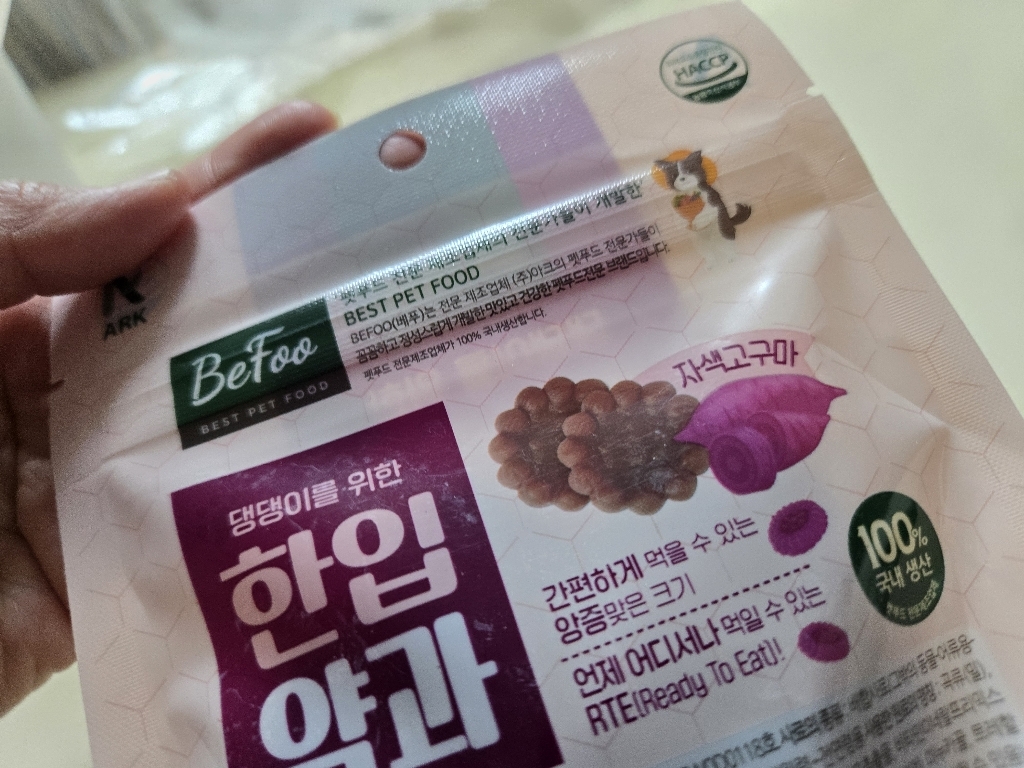 HACCP
펫푸드 전문 제조업체의 전문가들이 개발한
BEST PET FOOD
BEFOO(베푸)는 전문 제조업체 (주)아크의 펫푸드 전문가들이
꼼꼼하고 정성스럽게 개발한 맛있고 건강한 펫푸드전문 브랜드입니다.
펫푸드 전문제조업체가 100% 국내생산합니다.
ARK
BeFoo
BEST PET FOOD
자색고구마
댕댕이를 위한
한입
약과
간편하게 먹을 수 있는
앙증맞은 크기
언제 어디서나 먹일 수 있는
RTE(Ready To Eat)!
100%
국내 생산